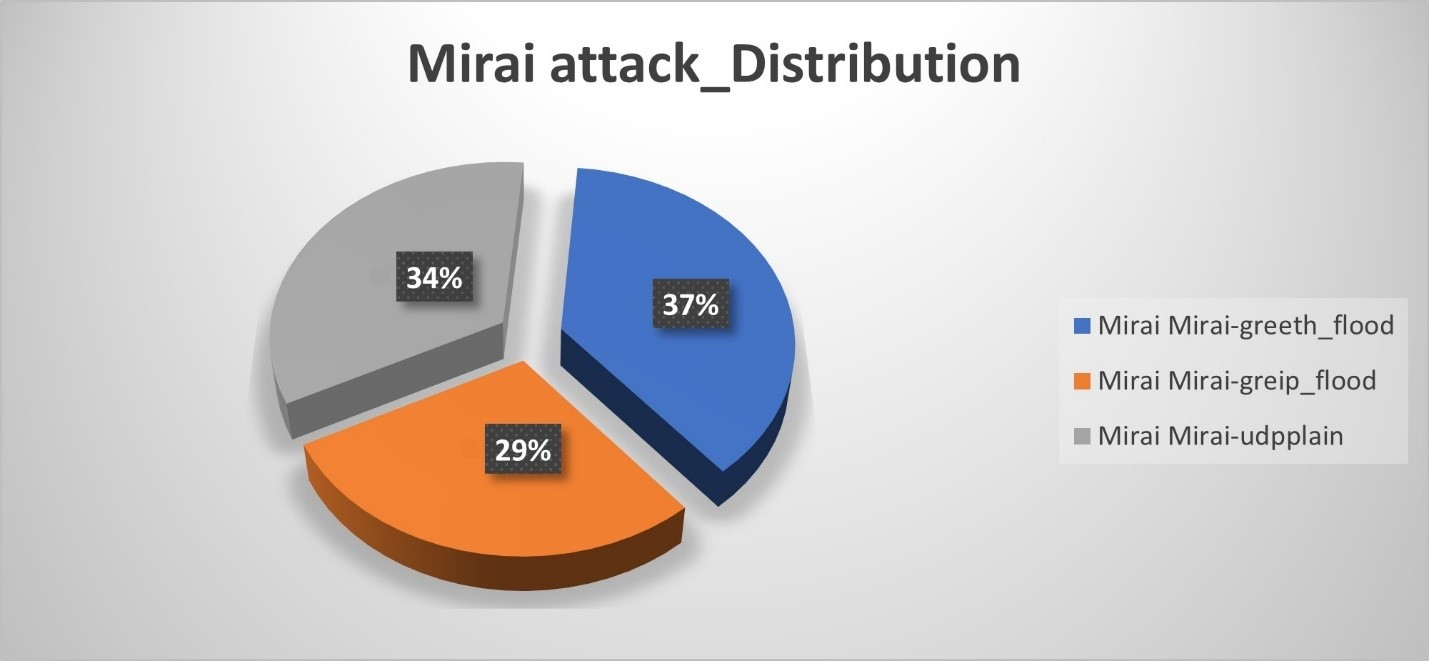 Mirai attack_Distribution
34%
37%
29%
Mirai Mirai-greeth_flood
Mirai Mirai-greip_flood
Mirai Mirai-udpplain